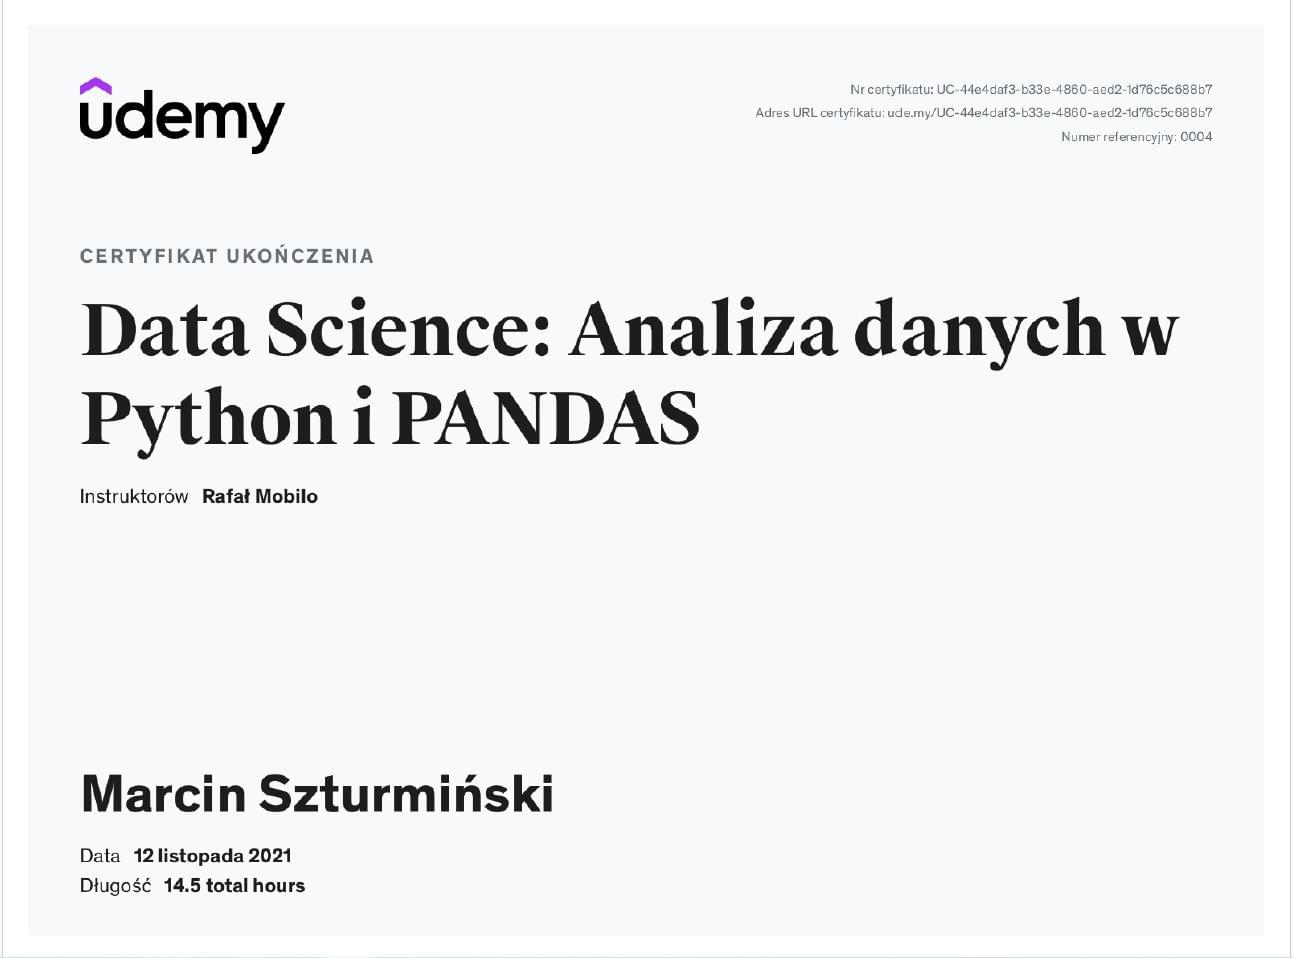 udemy
Nr certyfikatu: UC-44e4daf3-b33e-4860-aed2-1d76c5c688b7
Adres URL certyfikatu: ude.my/UC-44e4daf3-b33e-4860-aed2-1d76c5c688b7
Numer referencyjny: 0004
CERTYFIKAT UKOŃCZENIA
Data Science: Analiza danych w
Python i PANDAS
Instruktorów Rafał Mobilo
Marcin Szturmiński
Data 12 listopada 2021
Długość 14.5 total hours